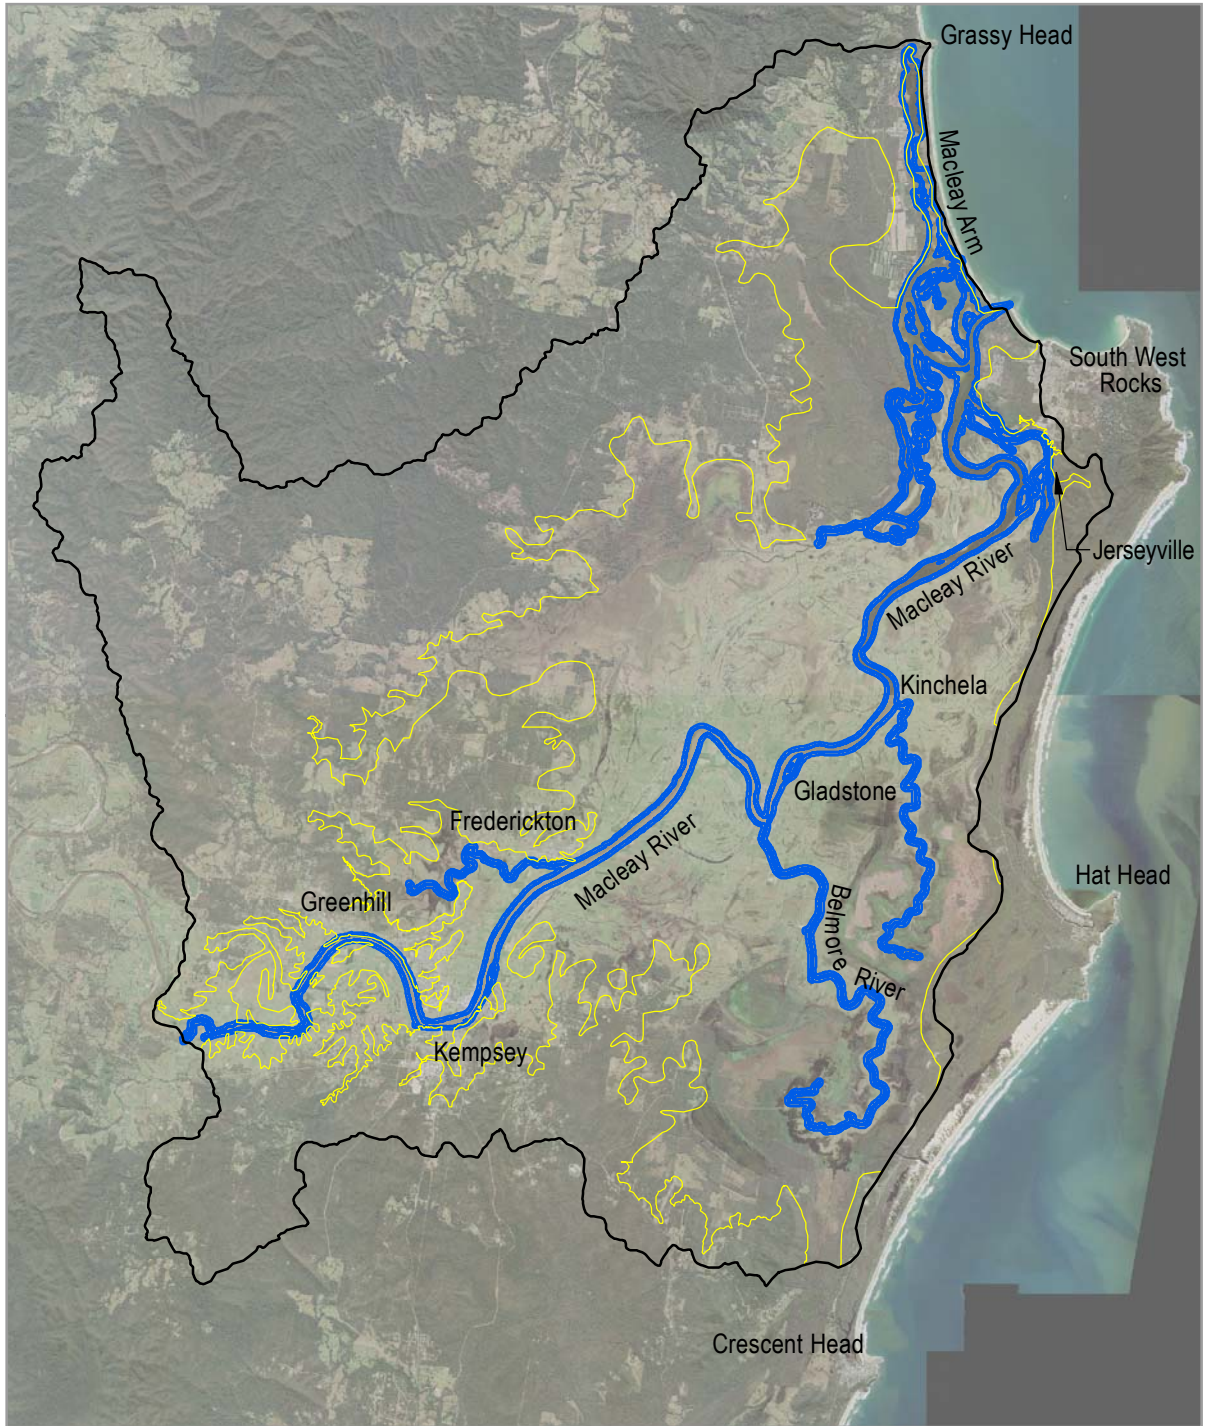 Grassy Head
Macleay Arm
South West
Rocks
Jerseyville
Macleay River
Kinchela
Gladstone
Frederickton
Macleay River
Hat Head
Greenhill
Belmore River
Kempsey
Crescent Head